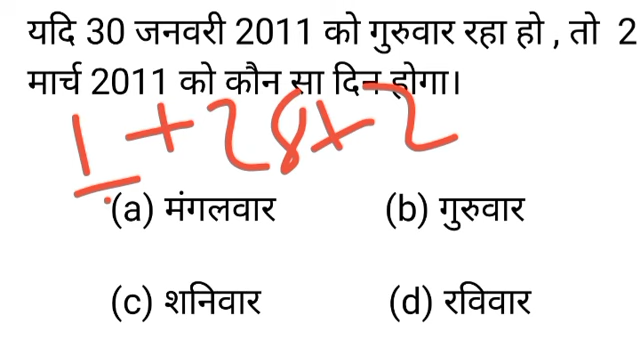 यदि 30 जनवरी 2011 को गुरुवार रहा हो , तो 2
मार्च 2011 को कौन सा दिन होगा।
1 + 28 + 2
(a) मंगलवार (b) गुरुवार
(c) शनिवार (d) रविवार